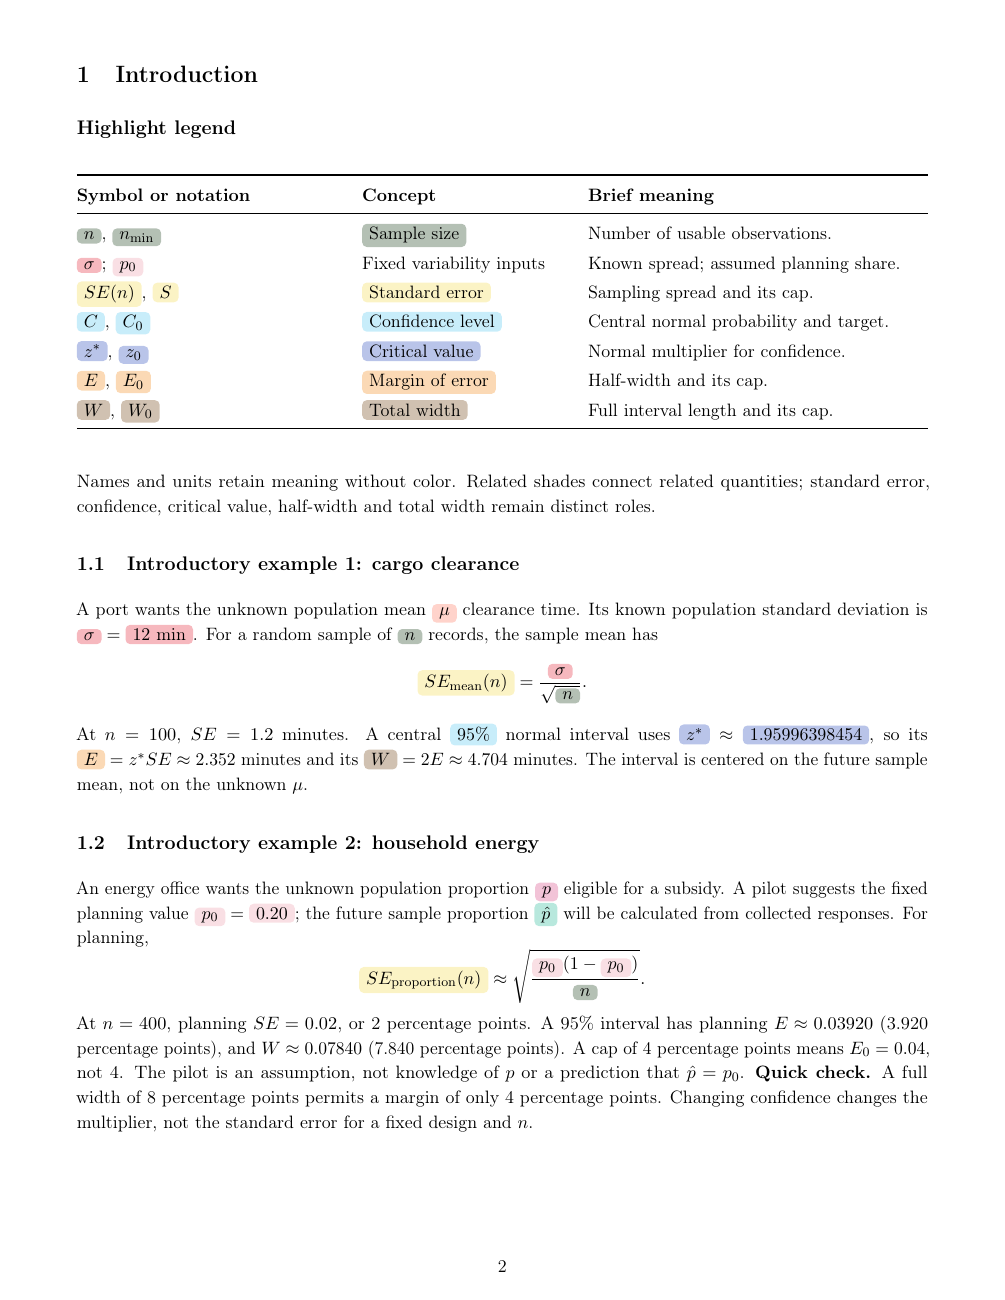 1 Introduction
Highlight legend
Symbol or notation Concept Brief meaning
n, n_min Sample size Number of usable observations.
σ; p₀ Fixed variability inputs Known spread; assumed planning share.
SE(n), S Standard error Sampling spread and its cap.
C, C₀ Confidence level Central normal probability and target.
z*, z₀ Critical value Normal multiplier for confidence.
E, E₀ Margin of error Half-width and its cap.
W, W₀ Total width Full interval length and its cap.
Names and units retain meaning without color. Related shades connect related quantities; standard error,
confidence, critical value, half-width and total width remain distinct roles.
1.1 Introductory example 1: cargo clearance
A port wants the unknown population mean μ clearance time. Its known population standard deviation is
σ = 12 min. For a random sample of n records, the sample mean has
SE_mean(n) = σ/√n.
At n = 100, SE = 1.2 minutes. A central 95% normal interval uses z* ≈ 1.95996398454, so its
E = z*SE ≈ 2.352 minutes and its W = 2E ≈ 4.704 minutes. The interval is centered on the future sample
mean, not on the unknown μ.
1.2 Introductory example 2: household energy
An energy office wants the unknown population proportion p eligible for a subsidy. A pilot suggests the fixed
planning value p₀ = 0.20; the future sample proportion p̂ will be calculated from collected responses. For
planning,
SE_proportion(n) ≈ √(p₀(1 − p₀)/n).
At n = 400, planning SE = 0.02, or 2 percentage points. A 95% interval has planning E ≈ 0.03920 (3.920
percentage points), and W ≈ 0.07840 (7.840 percentage points). A cap of 4 percentage points means E₀ = 0.04,
not 4. The pilot is an assumption, not knowledge of p or a prediction that p̂ = p₀. Quick check. A full
width of 8 percentage points permits a margin of only 4 percentage points. Changing confidence changes the
multiplier, not the standard error for a fixed design and n.
2